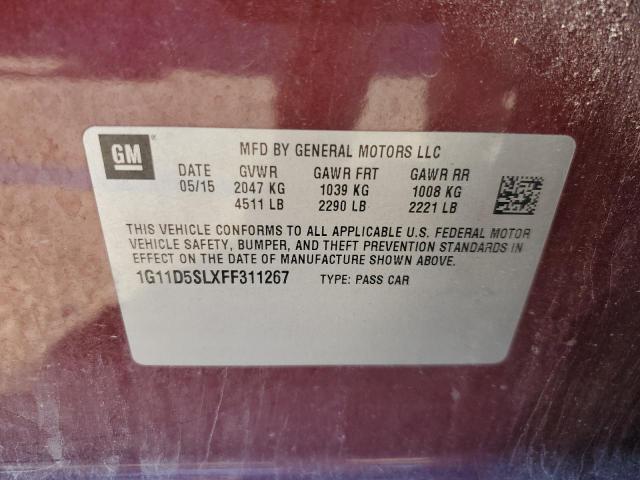 GM
MFD BY GENERAL MOTORS LLC
DATE GVWR GAWR FRT GAWR RR
05/15 2047 KG 1039 KG 1008 KG
4511 LB 2290 LB 2221 LB
THIS VEHICLE CONFORMS TO ALL APPLICABLE U.S. FEDERAL MOTOR
VEHICLE SAFETY, BUMPER, AND THEFT PREVENTION STANDARDS IN
EFFECT ON THE DATE OF MANUFACTURE SHOWN ABOVE.
1G11D5SLXFF311267 TYPE: PASS CAR